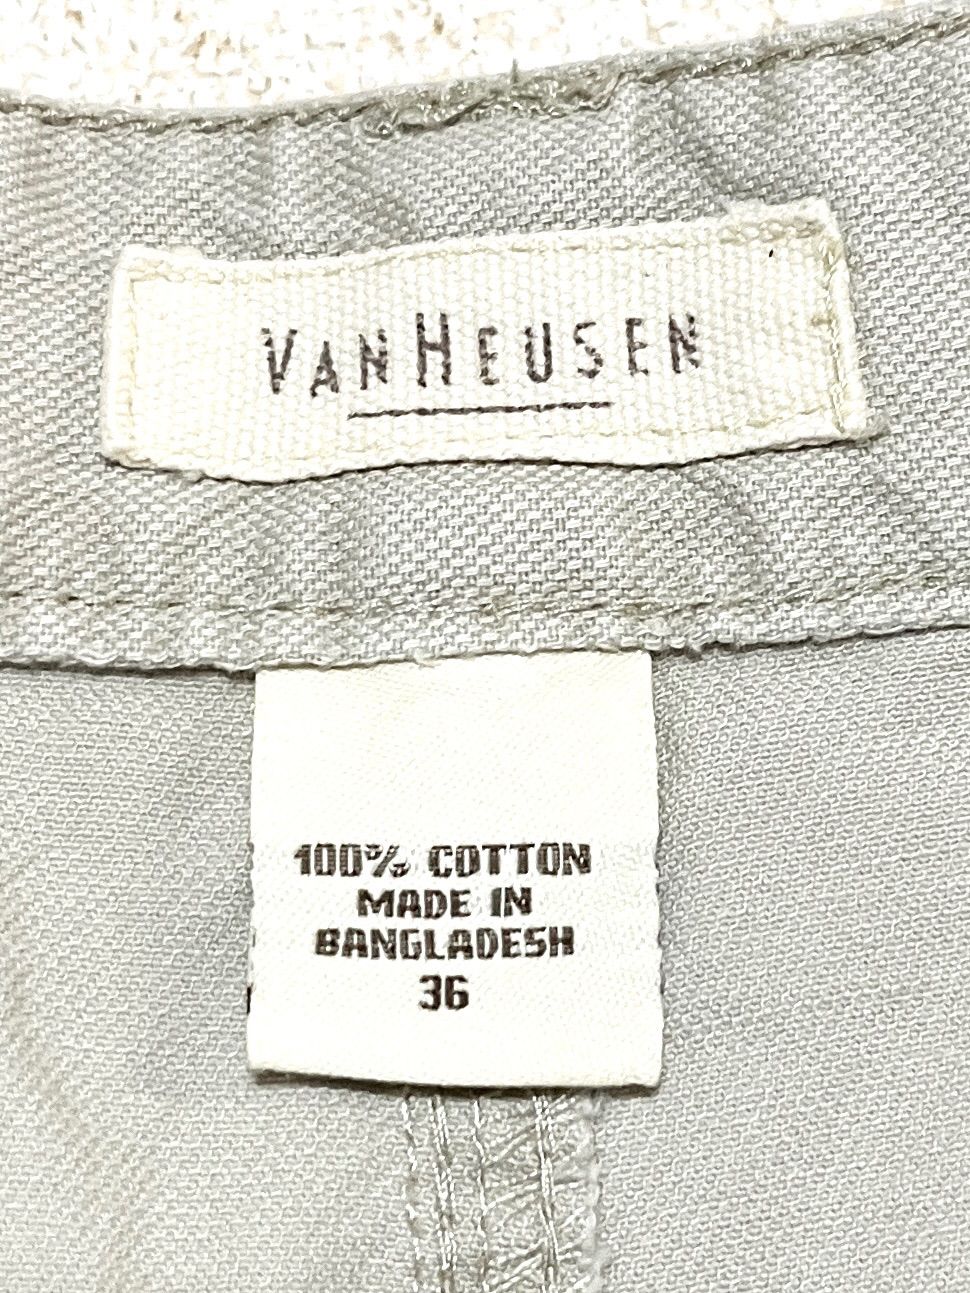 VAN HEUSEN
100% COTTON
MADE IN
BANGLADESH
36